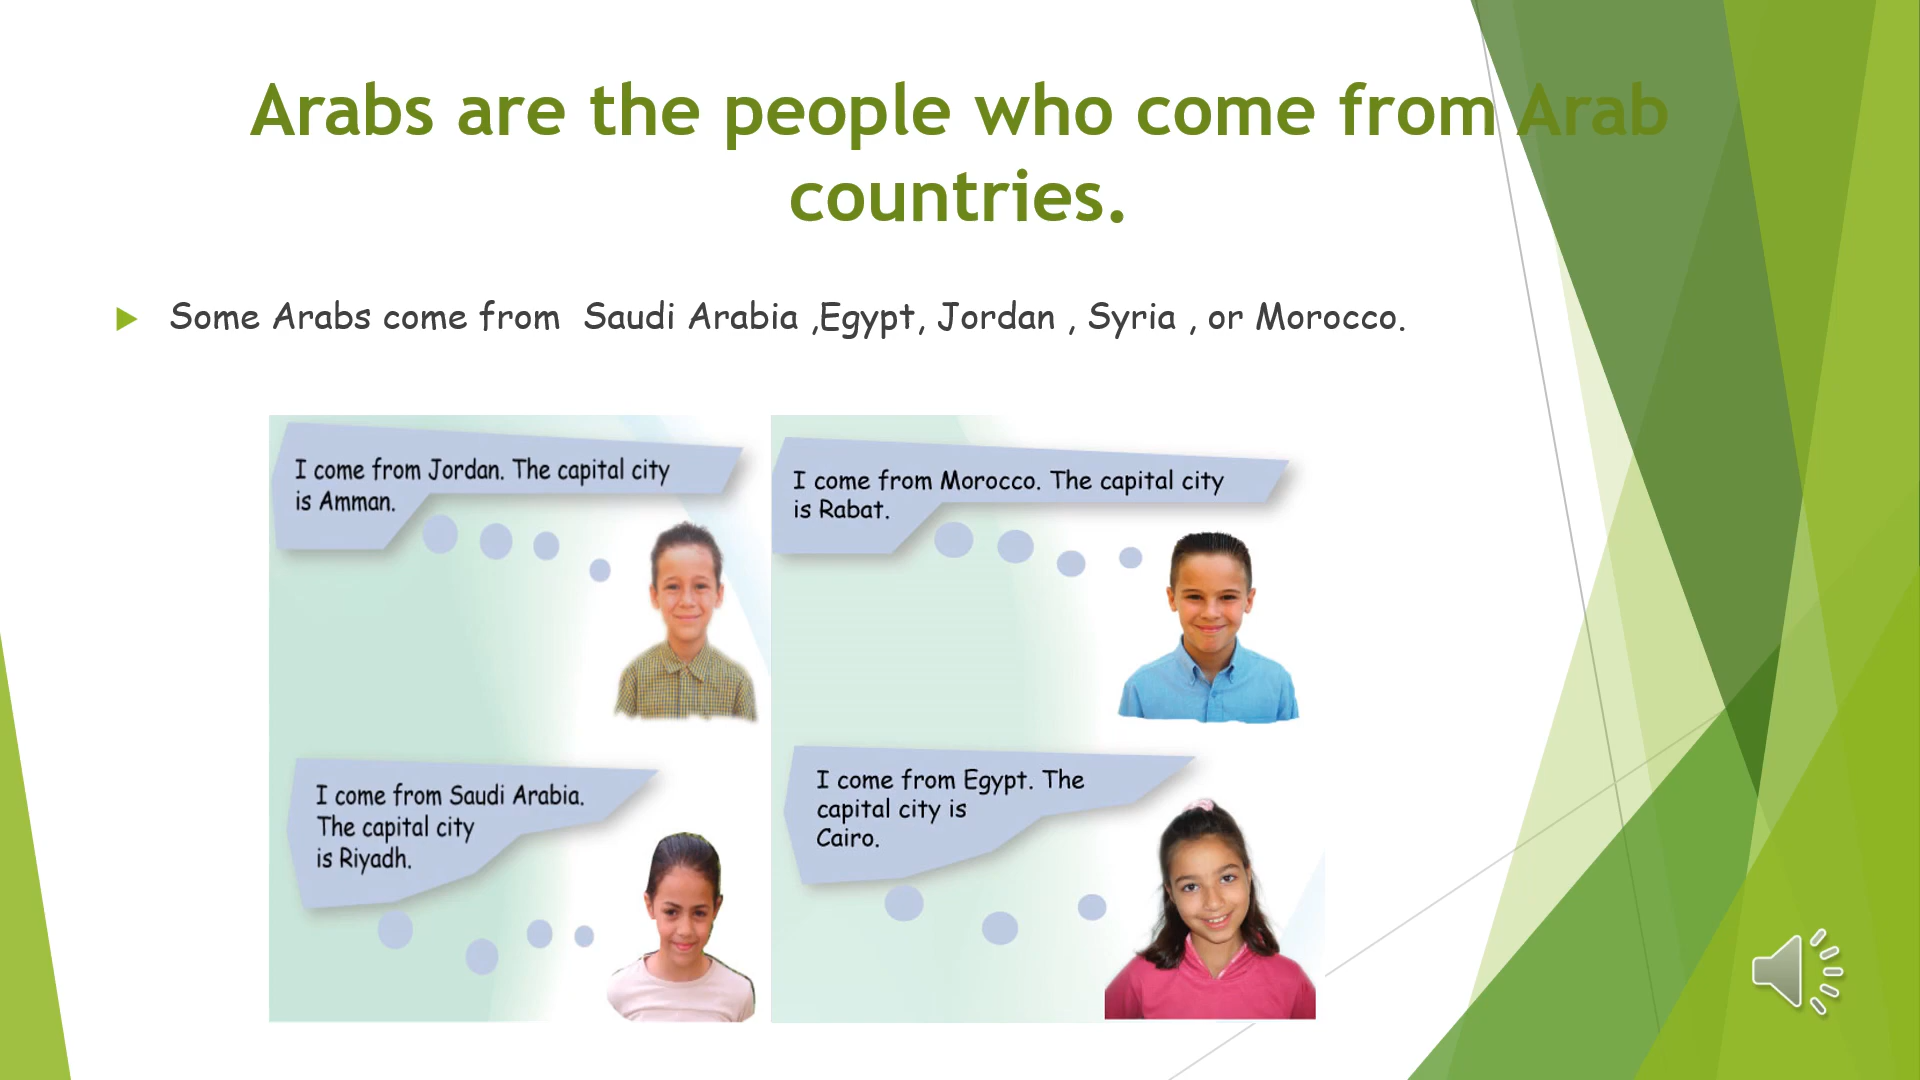 Arabs are the people who come from Arab
countries.
Some Arabs come from  Saudi Arabia ,Egypt, Jordan , Syria , or Morocco.
I come from Jordan. The capital city
is Amman.
I come from Morocco. The capital city
is Rabat.
I come from Saudi Arabia.
The capital city
is Riyadh.
I come from Egypt. The
capital city is
Cairo.